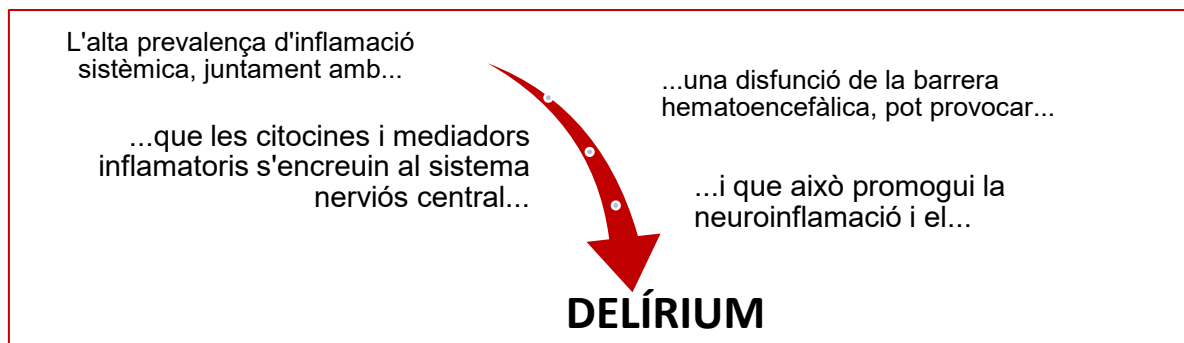 L'alta prevalença d'inflamació
sistèmica, juntament amb...
...una disfunció de la barrera
hematoencefàlica, pot provocar...
...que les citocines i mediadors
inflamatoris s'encreuin al sistema
nerviós central...
...i que això promogui la
neuroinflamació i el...
DELÍRIUM